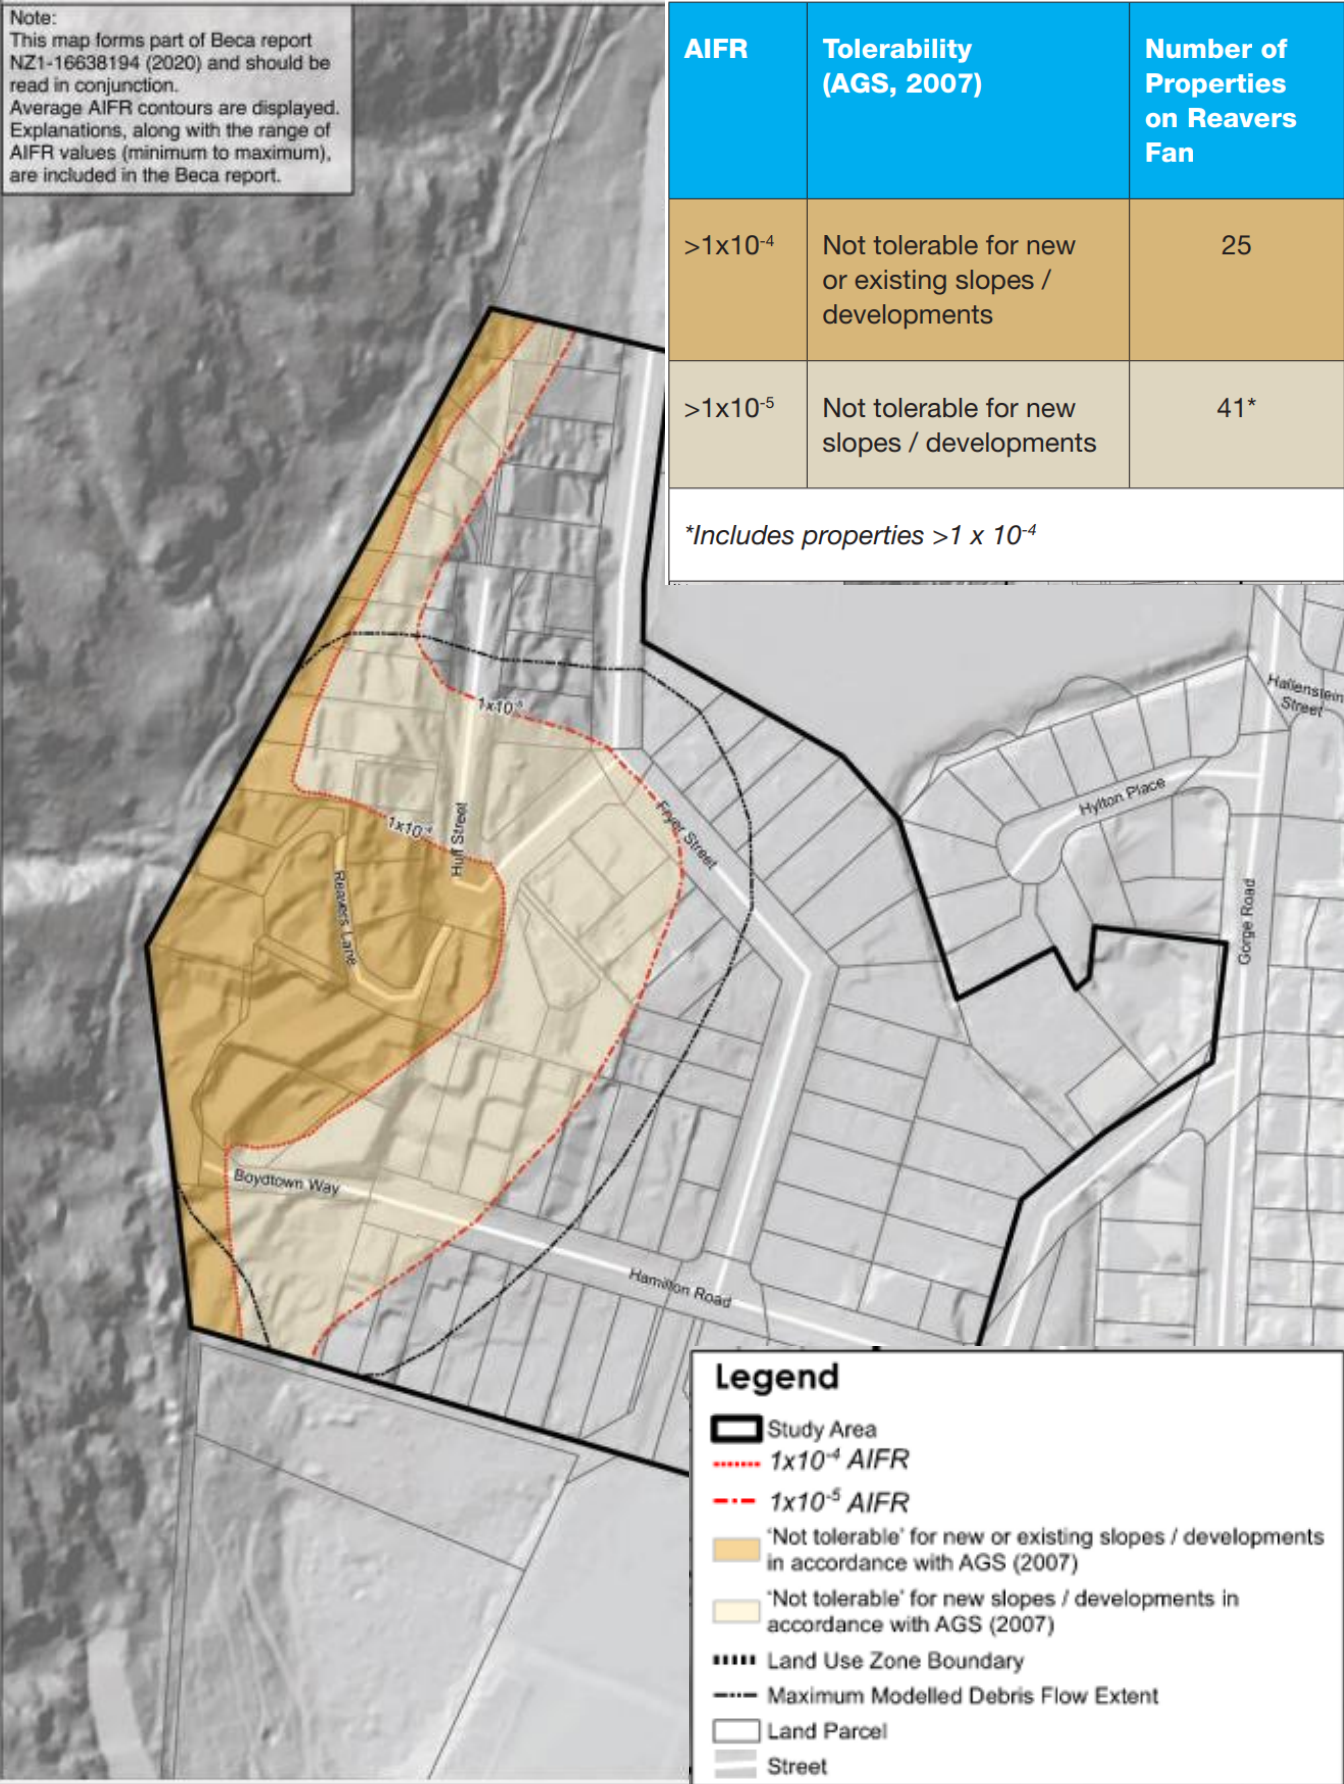 Note:
This map forms part of Beca report
NZ1-16638194 (2020) and should be
read in conjunction.
Average AIFR contours are displayed.
Explanations, along with the range of
AIFR values (minimum to maximum),
are included in the Beca report.
AIFR
Tolerability
(AGS, 2007)
Number of
Properties
on Reavers
Fan
>1x10-4
Not tolerable for new
or existing slopes /
developments
25
>1x10-5
Not tolerable for new
slopes / developments
41*
*Includes properties >1 x 10-4
Hallenstein
Street
1x10-5
Hylton Place
Fryer Street
1x10-4
Huff Street
Reavers Lane
Gorge Road
Boydtown Way
Hamilton Road
Legend
Study Area
1x10-4 AIFR
1x10-5 AIFR
'Not tolerable' for new or existing slopes / developments
in accordance with AGS (2007)
'Not tolerable' for new slopes / developments in
accordance with AGS (2007)
Land Use Zone Boundary
Maximum Modelled Debris Flow Extent
Land Parcel
Street